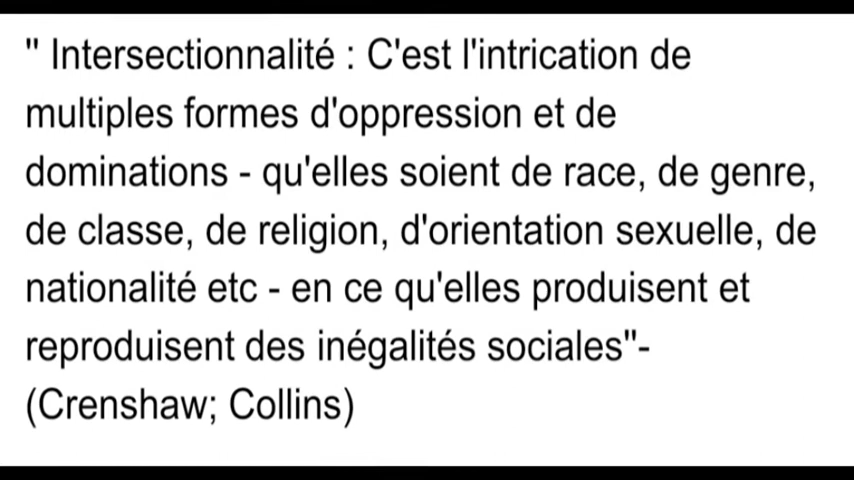 " Intersectionnalité : C'est l'intrication de
multiples formes d'oppression et de
dominations - qu'elles soient de race, de genre,
de classe, de religion, d'orientation sexuelle, de
nationalité etc - en ce qu'elles produisent et
reproduisent des inégalités sociales"-
(Crenshaw; Collins)